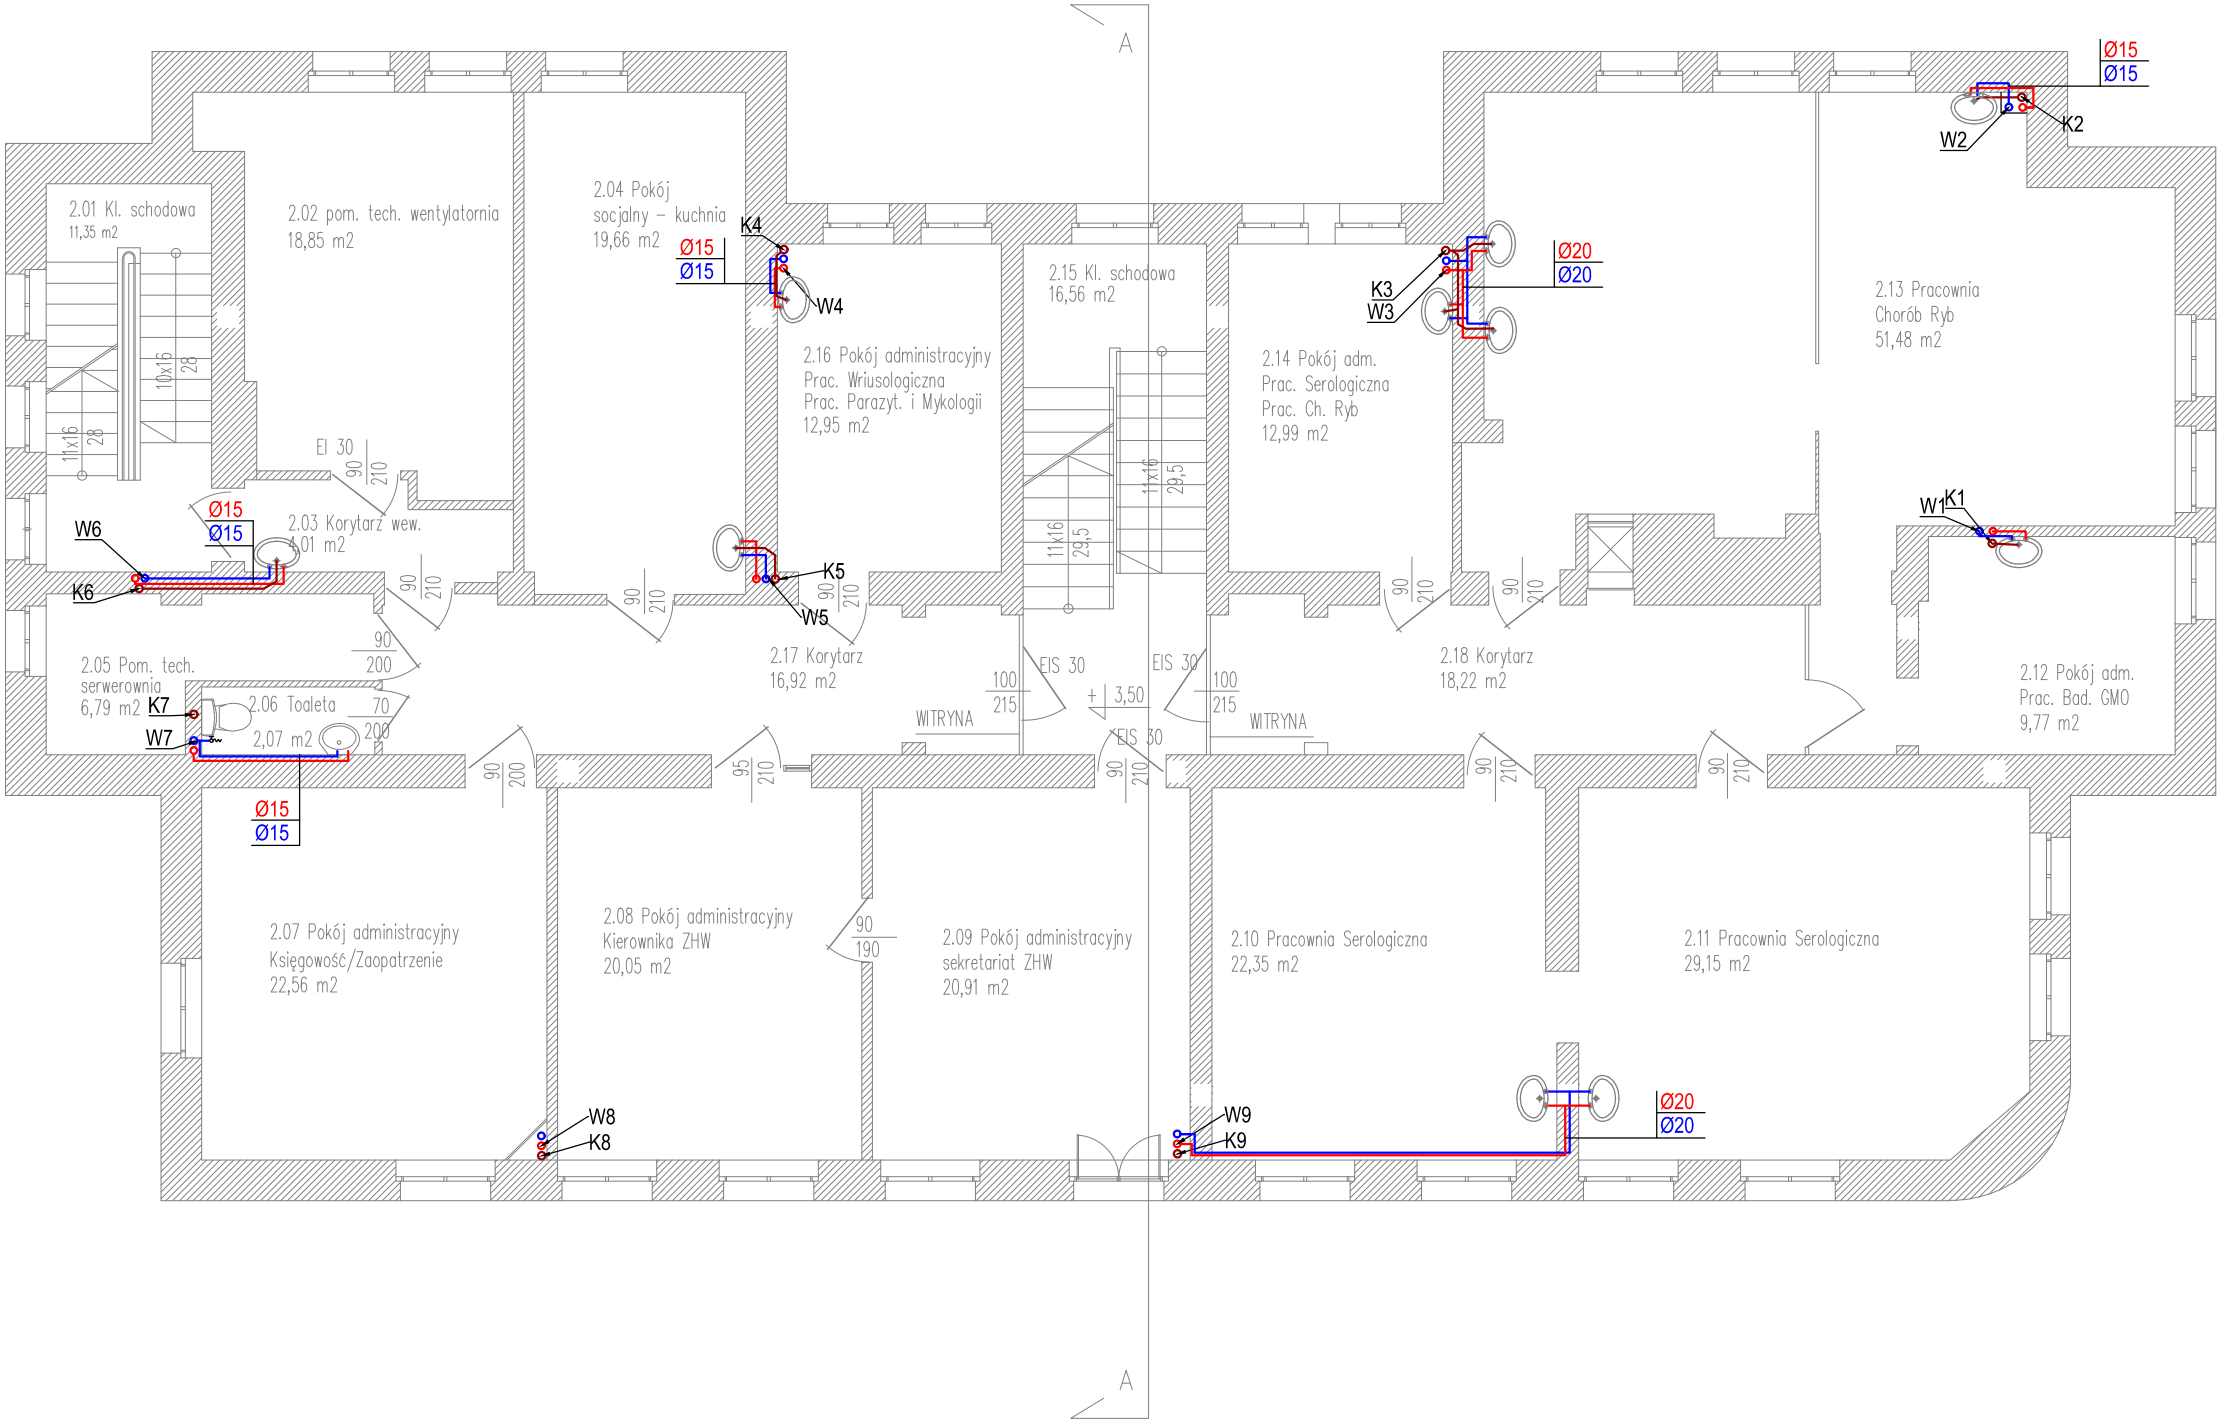 A
Ø15
Ø15
K2
W2
2.01 Kl. schodowa
11,35 m2
2.02 pom. tech. wentylatornia
18,85 m2
2.04 Pokój
socjalny – kuchnia
19,66 m2
K4
Ø15
Ø15
W4
2.15 Kl. schodowa
16,56 m2
K3
W3
Ø20
Ø20
2.13 Pracownia
Chorób Ryb
51,48 m2
10x16
28
11x16
28
2.16 Pokój administracyjny
Prac. Wriusologiczna
Prac. Parazyt. i Mykologii
12,95 m2
2.14 Pokój adm.
Prac. Serologiczna
Prac. Ch. Ryb
12,99 m2
EI 30
90
210
11x16
29,5
11x16
29,5
W1
K1
Ø15
Ø15
2.03 Korytarz wew.
4,01 m2
W6
K6
90
210
90
210
K5
W5
90
210
90
210
90
210
90
200
2.05 Pom. tech.
serwerownia
6,79 m2
K7
W7
2.06 Toaleta
2,07 m2
70
200
2.17 Korytarz
16,92 m2
EIS 30
100
215
EIS 30
100
215
+ 3,50
WITRYNA
EIS 30
WITRYNA
2.18 Korytarz
18,22 m2
2.12 Pokój adm.
Prac. Bad. GMO
9,77 m2
90
200
95
210
90
210
90
210
90
210
Ø15
Ø15
2.07 Pokój administracyjny
Księgowość/Zaopatrzenie
22,56 m2
2.08 Pokój administracyjny
Kierownika ZHW
20,05 m2
90
190
2.09 Pokój administracyjny
sekretariat ZHW
20,91 m2
2.10 Pracownia Serologiczna
22,35 m2
2.11 Pracownia Serologiczna
29,15 m2
W8
K8
W9
K9
Ø20
Ø20
A